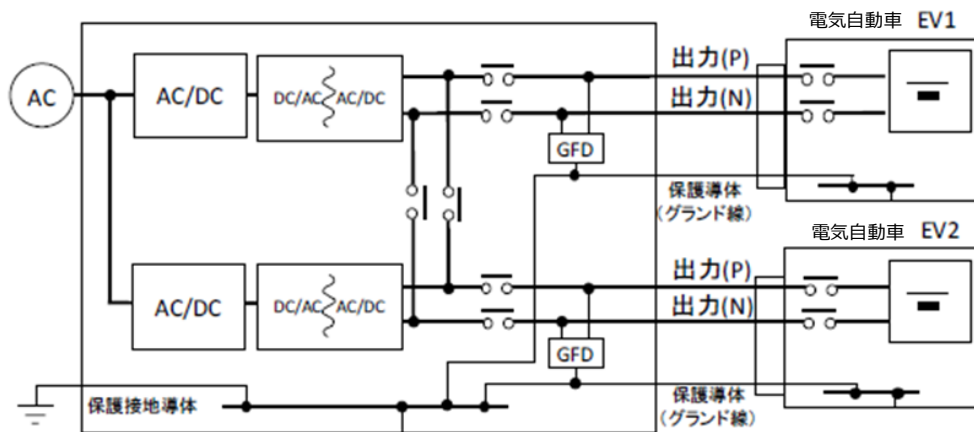 電気自動車 EV1
出力(P)
AC
AC/DC
DC/AC AC/DC
出力(N)
GFD
保護導体
(グランド線)
電気自動車 EV2
出力(P)
AC/DC
DC/AC AC/DC
出力(N)
GFD
保護接地導体
保護導体
(グランド線)